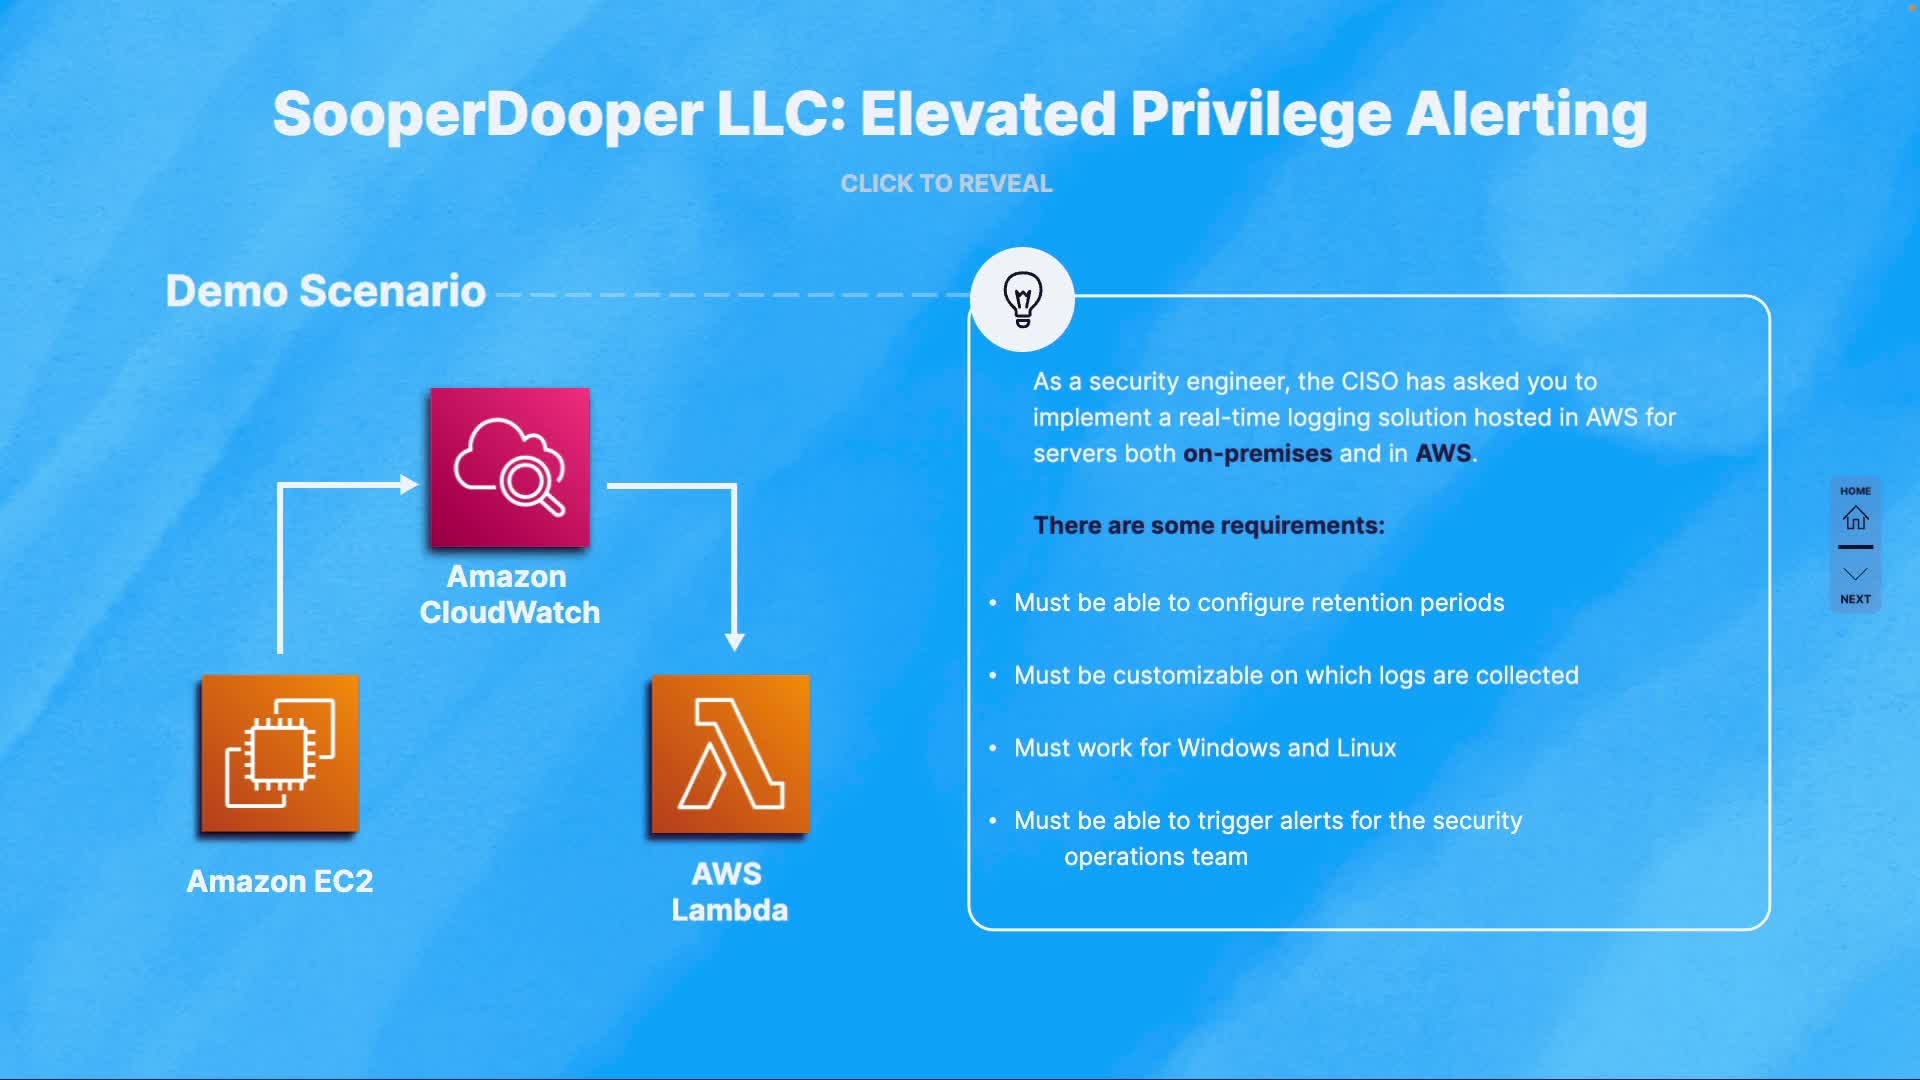 SooperDooper LLC: Elevated Privilege Alerting
CLICK TO REVEAL
Demo Scenario
Amazon
CloudWatch
Amazon EC2
AWS
Lambda
As a security engineer, the CISO has asked you to
implement a real-time logging solution hosted in AWS for
servers both on-premises and in AWS.
There are some requirements:
• Must be able to configure retention periods
• Must be customizable on which logs are collected
• Must work for Windows and Linux
• Must be able to trigger alerts for the security
operations team
HOME
NEXT